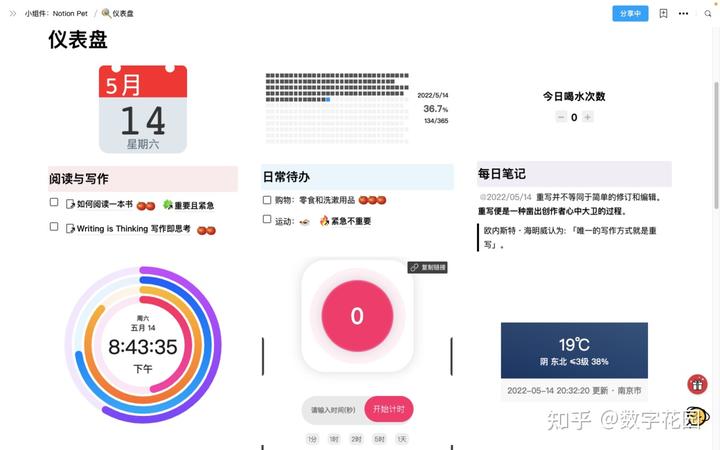 小组件：Notion Pet / 仪表盘
分享中
仪表盘
5月
14
星期六
2022/5/14
36.7%
134/365
今日喝水次数
0
阅读与写作
如何阅读一本书 重要且紧急
Writing is Thinking 写作即思考
日常待办
购物：零食和洗漱用品
运动： 紧急不重要
每日笔记
@2022/05/14 重写并不等同于简单的修订和编辑。
重写便是一种凿出创作者心中大卫的过程。
欧内斯特·海明威认为：「唯一的写作方式就是重
写」。
周六
五月 14
8:43:35
下午
复制链接
0
请输入时间(秒) 开始计时
1分 1时 2时 5时 1天
19℃
阴 东北 ≤3级 38%
2022-05-14 20:32:20 更新 · 南京市
知乎 @数字花园